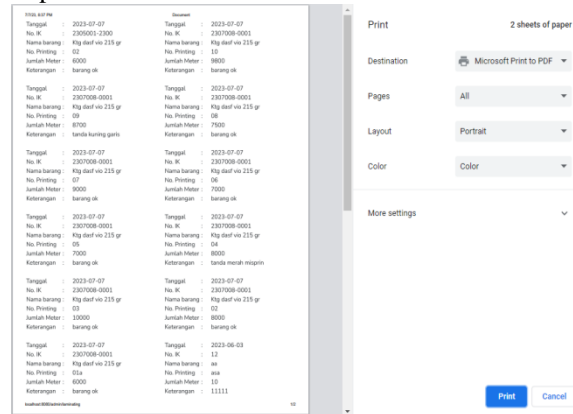 Document
Tanggal : 2023-07-07 Tanggal : 2023-07-07
No. IK : 2305001-2300 No. IK : 2307008-0001
Nama barang : Ktg dasf vio 215 gr Nama barang : Ktg dasf vio 215 gr
No. Printing : 02 No. Printing : 10
Jumlah Meter : 6000 Jumlah Meter : 9800
Keterangan : barang ok Keterangan : barang ok
Tanggal : 2023-07-07 Tanggal : 2023-07-07
No. IK : 2307008-0001 No. IK : 2307008-0001
Nama barang : Ktg dasf vio 215 gr Nama barang : Ktg dasf vio 215 gr
No. Printing : 09 No. Printing : 08
Jumlah Meter : 8700 Jumlah Meter : 7500
Keterangan : tanda kuning garis Keterangan : barang ok
Tanggal : 2023-07-07 Tanggal : 2023-07-07
No. IK : 2307008-0001 No. IK : 2307008-0001
Nama barang : Ktg dasf vio 215 gr Nama barang : Ktg dasf vio 215 gr
No. Printing : 07 No. Printing : 06
Jumlah Meter : 9000 Jumlah Meter : 7000
Keterangan : barang ok Keterangan : barang ok
Tanggal : 2023-07-07 Tanggal : 2023-07-07
No. IK : 2307008-0001 No. IK : 2307008-0001
Nama barang : Ktg dasf vio 215 gr Nama barang : Ktg dasf vio 215 gr
No. Printing : 05 No. Printing : 04
Jumlah Meter : 7000 Jumlah Meter : 8000
Keterangan : barang ok Keterangan : tanda merah misprin
Tanggal : 2023-07-07 Tanggal : 2023-07-07
No. IK : 2307008-0001 No. IK : 2307008-0001
Nama barang : Ktg dasf vio 215 gr Nama barang : Ktg dasf vio 215 gr
No. Printing : 03 No. Printing : 02
Jumlah Meter : 10000 Jumlah Meter : 8000
Keterangan : barang ok Keterangan : barang ok
Tanggal : 2023-07-07 Tanggal : 2023-06-03
No. IK : 2307008-0001 No. IK : 12
Nama barang : Ktg dasf vio 215 gr Nama barang : aa
No. Printing : 01a No. Printing : asa
Jumlah Meter : 6000 Jumlah Meter : 10
Keterangan : barang ok Keterangan : 11111
1/2
Print 2 sheets of paper
Destination Microsoft Print to PDF
Pages All
Layout Portrait
Color Color
More settings
Print Cancel